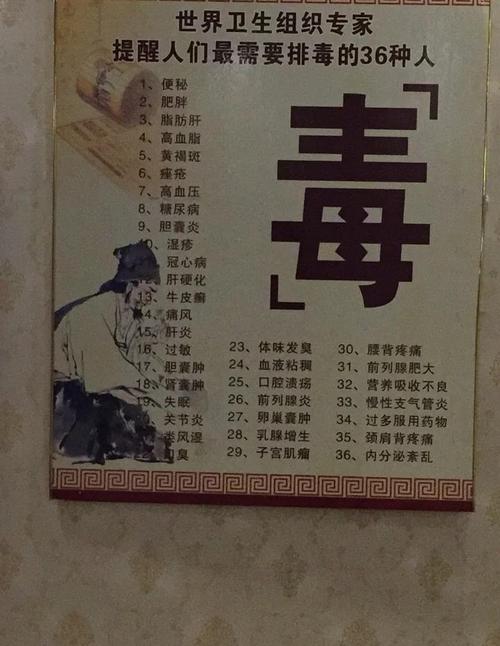 世界卫生组织专家
提醒人们最需要排毒的36种人
「毒」
1、便秘
2、肥胖
3、脂肪肝
4、高血脂
5、黄褐斑
6、痤疮
7、高血压
8、糖尿病
9、胆囊炎
10、湿疹
冠心病
12、肝硬化
13、牛皮癣
14、痛风
15、肝炎
16、过敏
17、胆囊肿
18、肾囊肿
19、失眠
20、关节炎
类风湿
口臭
23、体味发臭
24、血液粘稠
25、口腔溃疡
26、前列腺炎
27、卵巢囊肿
28、乳腺增生
29、子宫肌瘤
30、腰背疼痛
31、前列腺肥大
32、营养吸收不良
33、慢性支气管炎
34、过多服用药物
35、颈肩背疼痛
36、内分泌紊乱